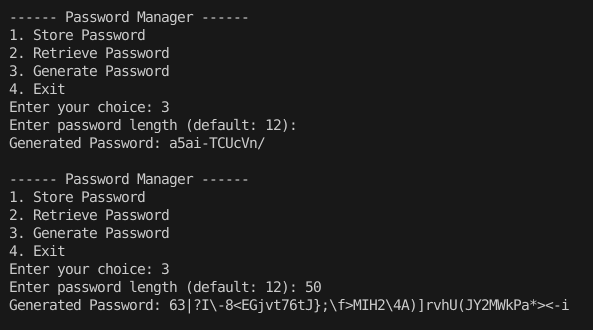 ------ Password Manager ------
1. Store Password
2. Retrieve Password
3. Generate Password
4. Exit
Enter your choice: 3
Enter password length (default: 12):
Generated Password: a5ai-TCUcVn/
------ Password Manager ------
1. Store Password
2. Retrieve Password
3. Generate Password
4. Exit
Enter your choice: 3
Enter password length (default: 12): 50
Generated Password: 63|?I\-8<EGjvt76tJ};\f>MIH2\4A)]rvhU(JY2MWkPa*><-i